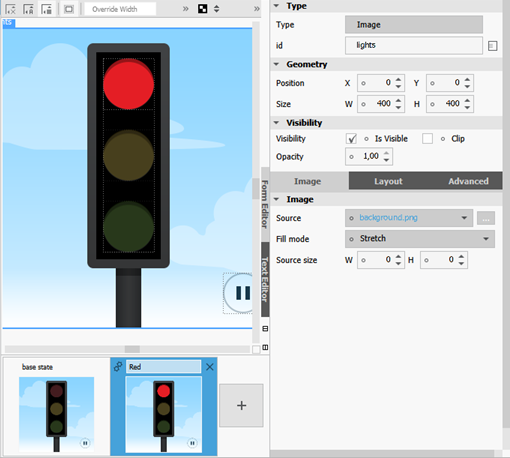 Override Width
Type
Type Image
id lights
Geometry
Position X 0 Y 0
Size W 400 H 400
Visibility
Visibility Is Visible Clip
Opacity 1,00
Image Layout Advanced
Image
Source background.png ...
Fill mode Stretch
Source size W 0 H 0
Form Editor
Text Editor
base state
Red